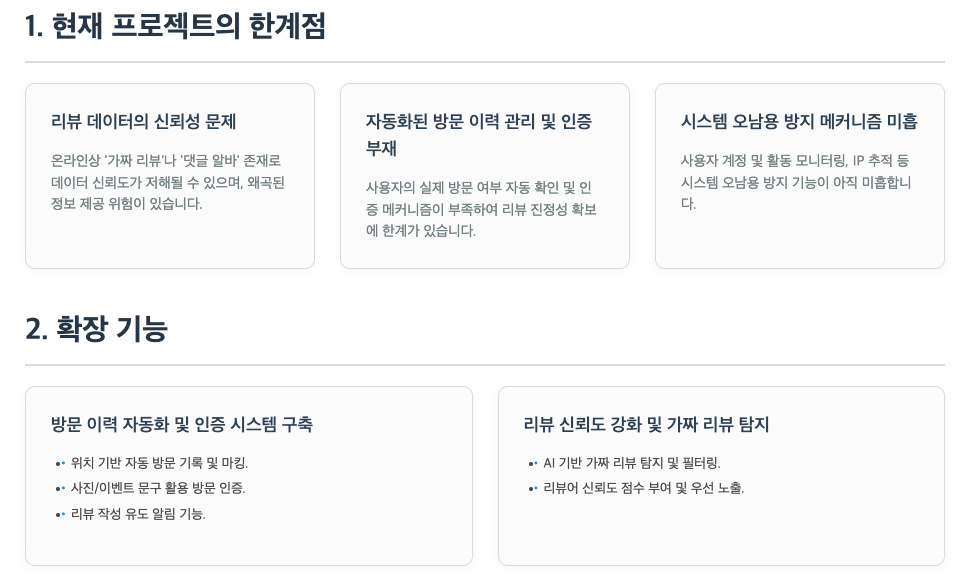 1. 현재 프로젝트의 한계점
리뷰 데이터의 신뢰성 문제
온라인상 '가짜 리뷰'나 '댓글 알바' 존재로
데이터 신뢰도가 저해될 수 있으며, 왜곡된
정보 제공 위험이 있습니다.
자동화된 방문 이력 관리 및 인증
부재
사용자의 실제 방문 여부 자동 확인 및 인
증 메커니즘이 부족하여 리뷰 진정성 확보
에 한계가 있습니다.
시스템 오남용 방지 메커니즘 미흡
사용자 계정 및 활동 모니터링, IP 추적 등
시스템 오남용 방지 기능이 아직 미흡합니
다.
2. 확장 기능
방문 이력 자동화 및 인증 시스템 구축
• 위치 기반 자동 방문 기록 및 마킹.
• 사진/이벤트 문구 활용 방문 인증.
• 리뷰 작성 유도 알림 기능.
리뷰 신뢰도 강화 및 가짜 리뷰 탐지
• AI 기반 가짜 리뷰 탐지 및 필터링.
• 리뷰어 신뢰도 점수 부여 및 우선 노출.